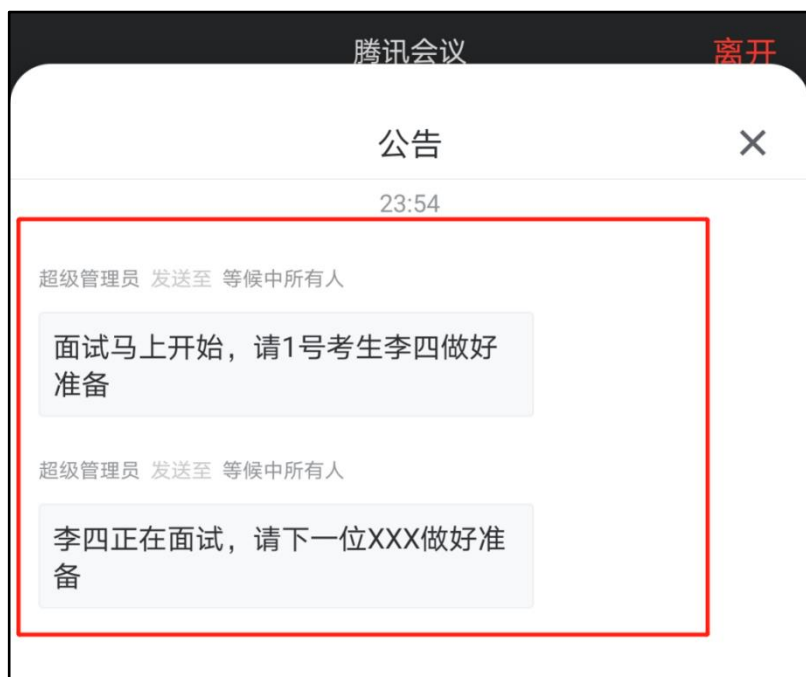 腾讯会议 离开
公告
23:54
超级管理员 发送至 等候中所有人
面试马上开始，请1号考生李四做好
准备
超级管理员 发送至 等候中所有人
李四正在面试，请下一位XXX做好准
备